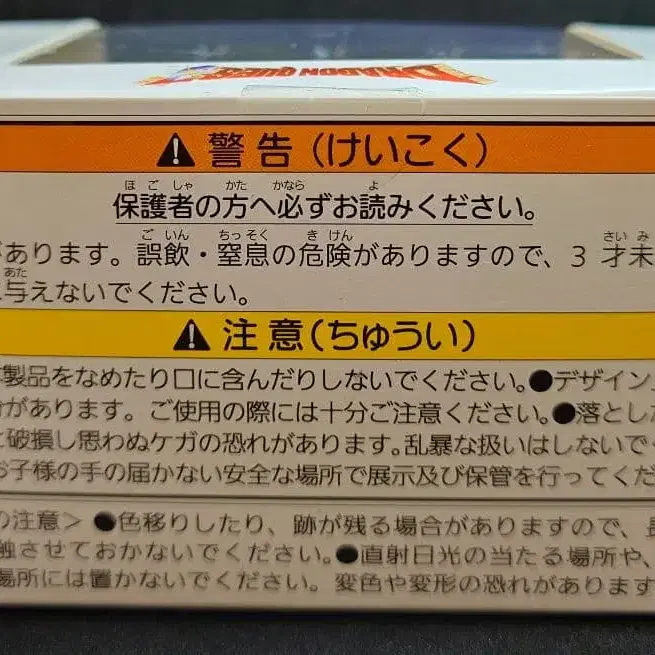 DRAGON QUEST
⚠ 警告 (けいこく)
ほごしゃ かた かなら よ
保護者の方へ必ずお読みください。
ごいん ちっそく きけん さいみ
があります。誤飲・窒息の危険がありますので、3 才未
あた
与えないでください。
⚠ 注意(ちゅうい)
製品をなめたり口に含んだりしないでください。●デザイン
があります。ご使用の際には十分ご注意ください。●落とした
に破損し思わぬケガの恐れがあります。乱暴な扱いはしないで
お子様の手の届かない安全な場所で展示及び保管を行ってくだ
の注意> ●色移りしたり、跡が残る場合がありますので、長
触させておかないでください。●直射日光の当たる場所や、
場所には置かないでください。変色や変形の恐れがあります